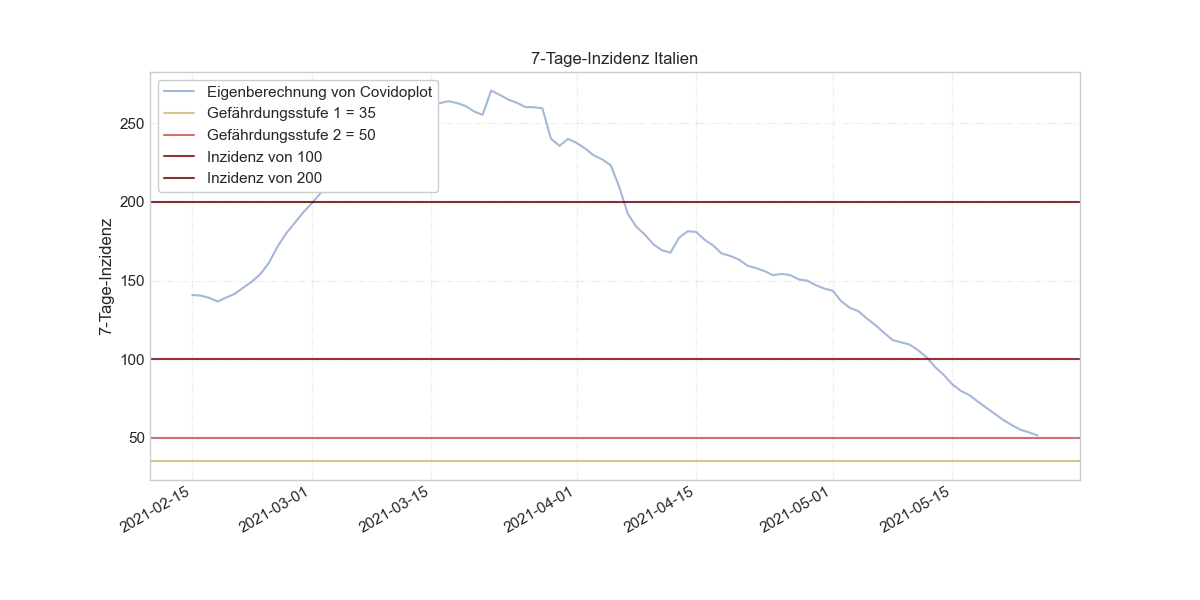 7-Tage-Inzidenz Italien
Eigenberechnung von Covidoplot
Gefährdungsstufe 1 = 35
Gefährdungsstufe 2 = 50
Inzidenz von 100
Inzidenz von 200
7-Tage-Inzidenz
250
200
150
100
50
2021-02-15
2021-03-01
2021-03-15
2021-04-01
2021-04-15
2021-05-01
2021-05-15